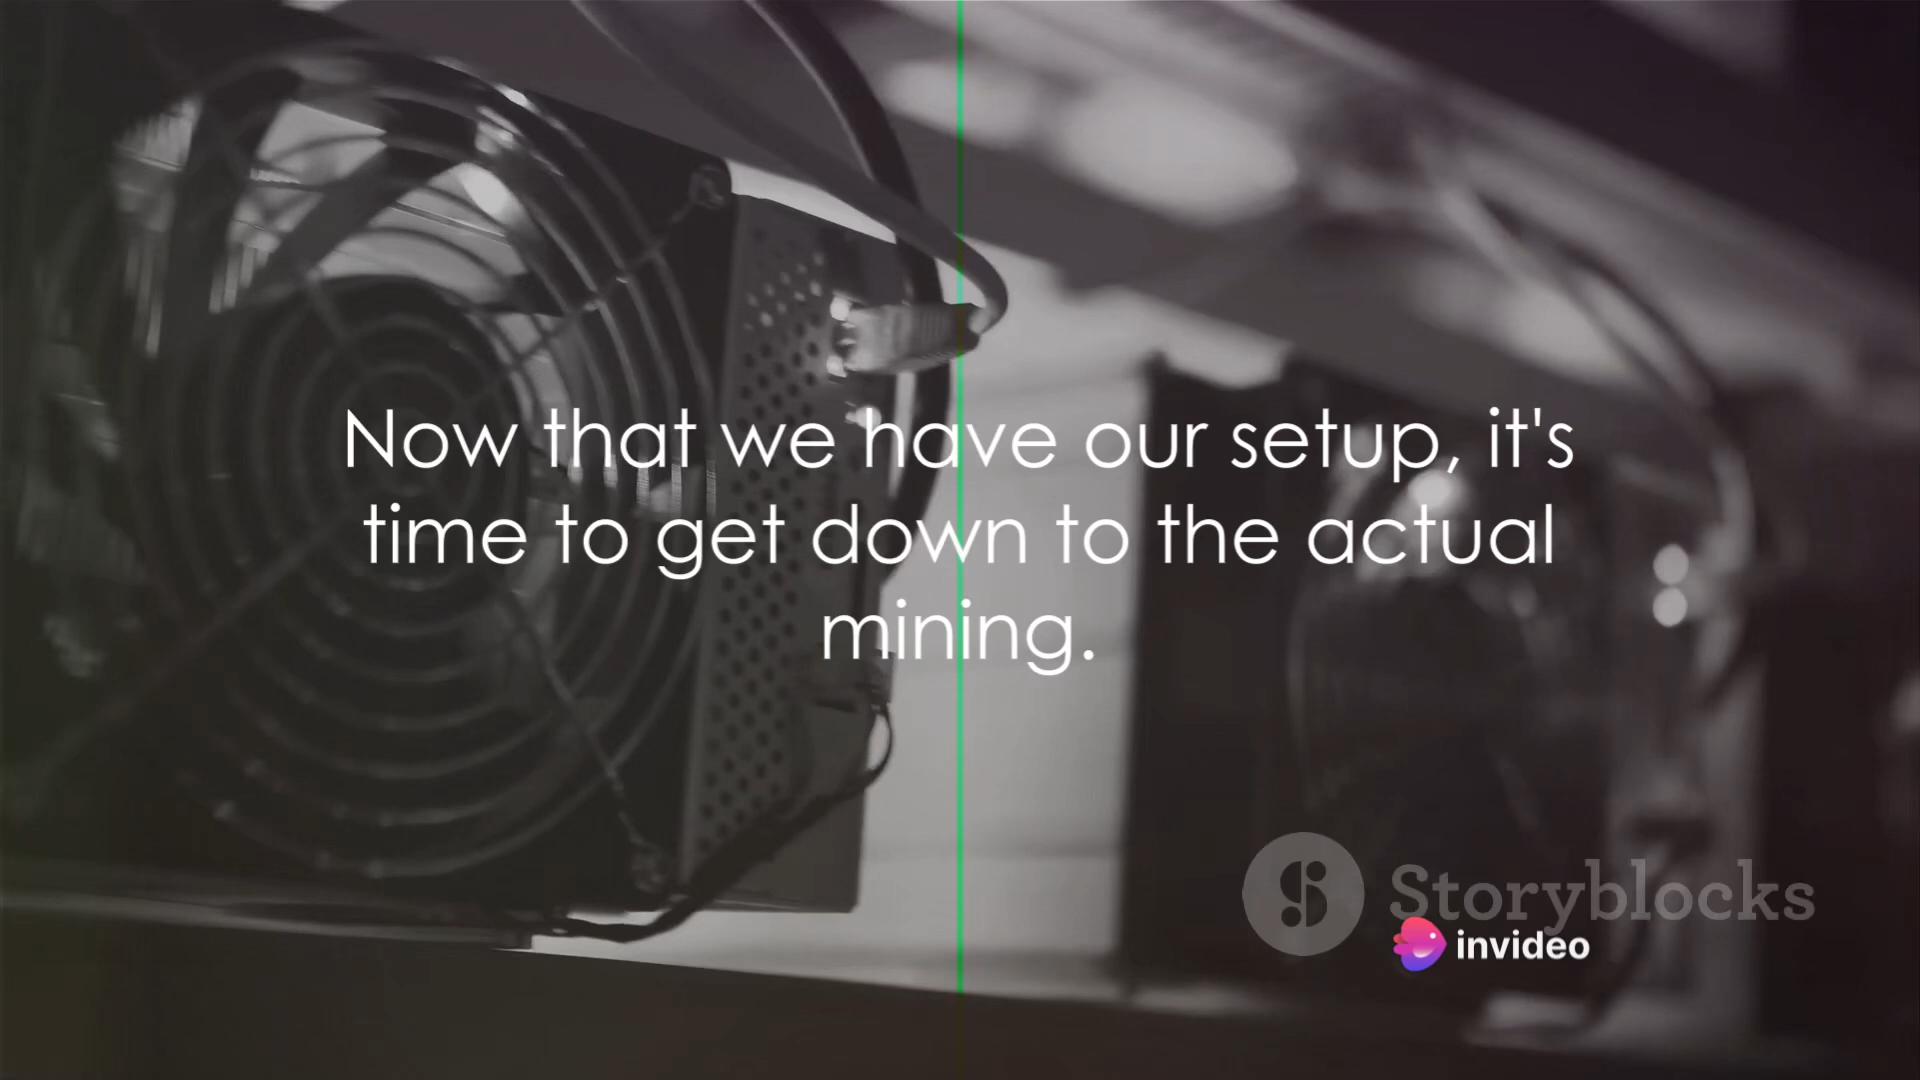 Now that we have our setup, it's
time to get down to the actual
mining.
Storyblocks
invideo